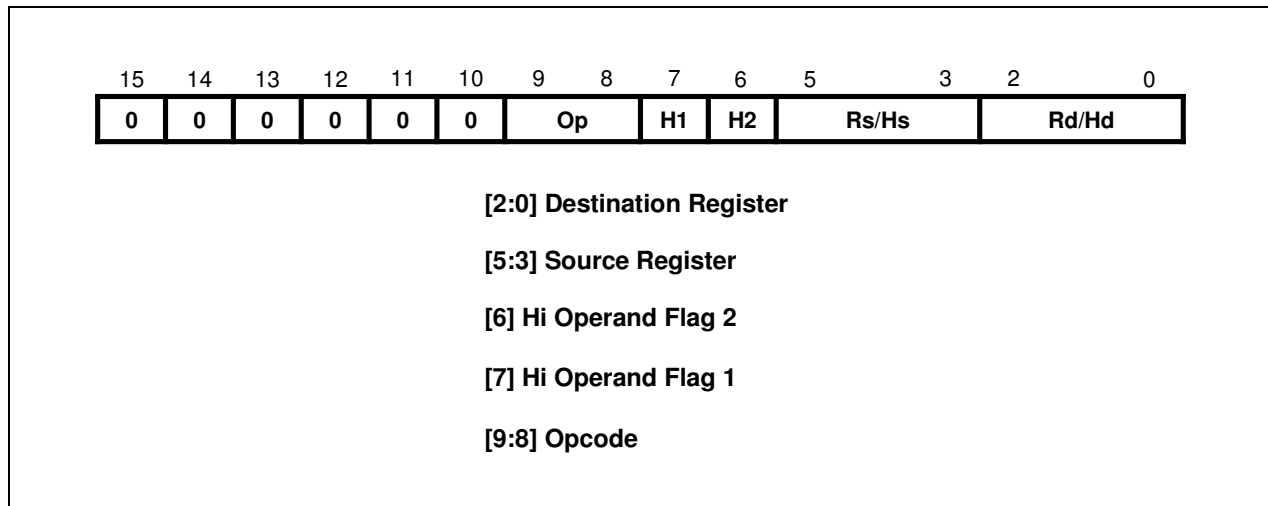 15 14 13 12 11 10 9 8 7 6 5 3 2 0
0 0 0 0 0 0 Op H1 H2 Rs/Hs Rd/Hd
[2:0] Destination Register
[5:3] Source Register
[6] Hi Operand Flag 2
[7] Hi Operand Flag 1
[9:8] Opcode